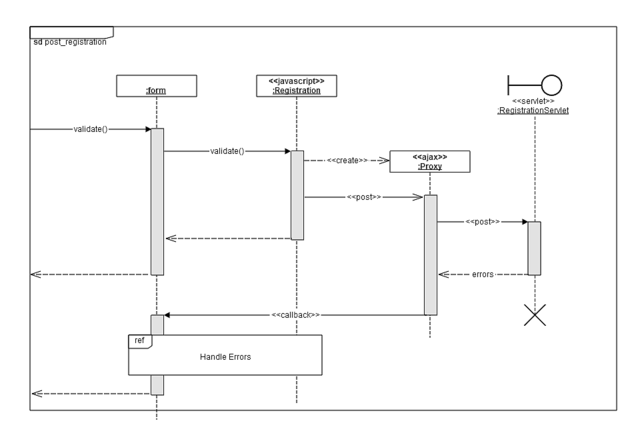 sd post_registration
:form
<<javascript>>
:Registration
<<servlet>>
:RegistrationServlet
validate()
validate()
<<create>>
<<ajax>>
:Proxy
<<post>>
<<post>>
errors
<<callback>>
ref
Handle Errors